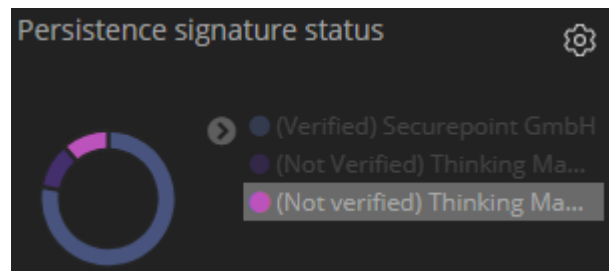 Persistence signature status
(Verified) Securepoint GmbH
(Not Verified) Thinking Ma...
(Not verified) Thinking Ma...